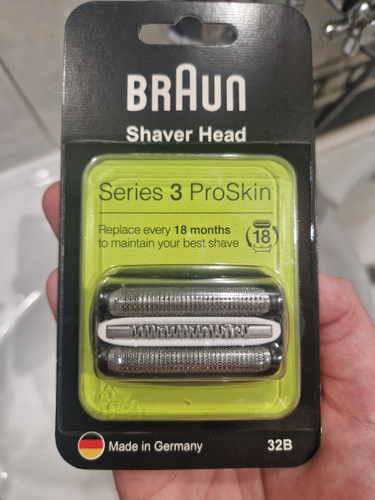 BRAUN
Shaver Head
Series 3 ProSkin
Replace every 18 months
to maintain your best shave
18
Made in Germany
32B